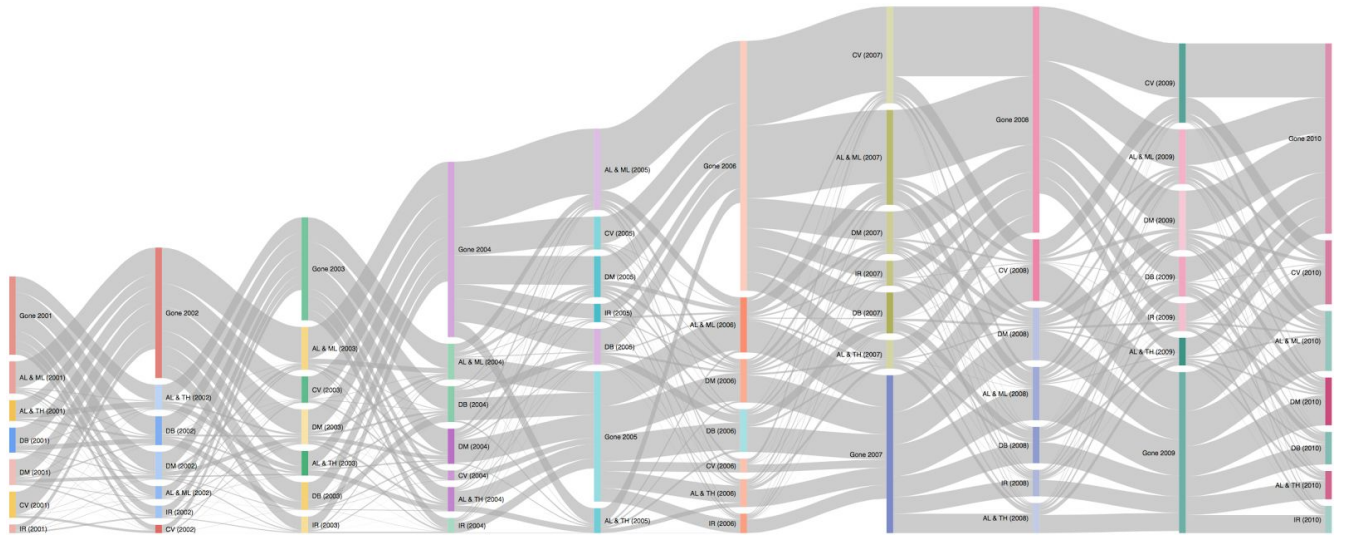 Gone 2001
AL & ML (2001)
AL & TH (2001)
DB (2001)
DM (2001)
CV (2001)
IR (2001)
Gone 2002
AL & TH (2002)
DB (2002)
DM (2002)
AL & ML (2002)
IR (2002)
CV (2002)
Gone 2003
AL & ML (2003)
CV (2003)
DM (2003)
AL & TH (2003)
DB (2003)
IR (2003)
Gone 2004
AL & ML (2004)
DB (2004)
DM (2004)
CV (2004)
AL & TH (2004)
IR (2004)
AL & ML (2005)
CV (2005)
DM (2005)
IR (2005)
DB (2005)
Gone 2005
AL & TH (2005)
Gone 2006
AL & ML (2006)
DM (2006)
DB (2006)
CV (2006)
AL & TH (2006)
IR (2006)
CV (2007)
AL & ML (2007)
DM (2007)
IR (2007)
DB (2007)
AL & TH (2007)
Gone 2007
Gone 2008
CV (2008)
DM (2008)
AL & ML (2008)
DB (2008)
IR (2008)
AL & TH (2008)
CV (2009)
AL & ML (2009)
DM (2009)
DB (2009)
IR (2009)
AL & TH (2009)
Gone 2009
Gone 2010
CV (2010)
AL & ML (2010)
DM (2010)
DB (2010)
AL & TH (2010)
IR (2010)